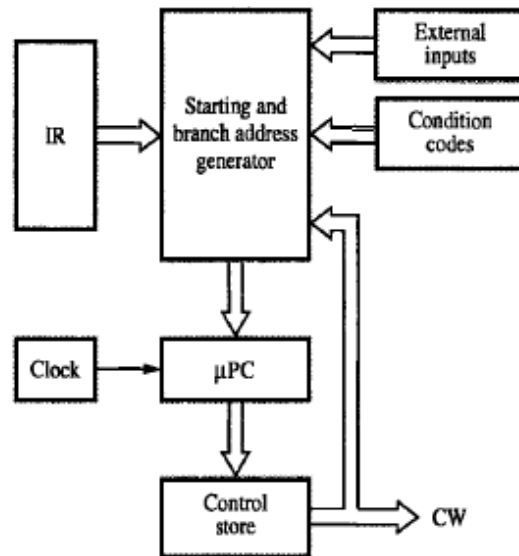 External
inputs
IR
Starting and
branch address
generator
Condition
codes
Clock
μPC
Control
store
CW